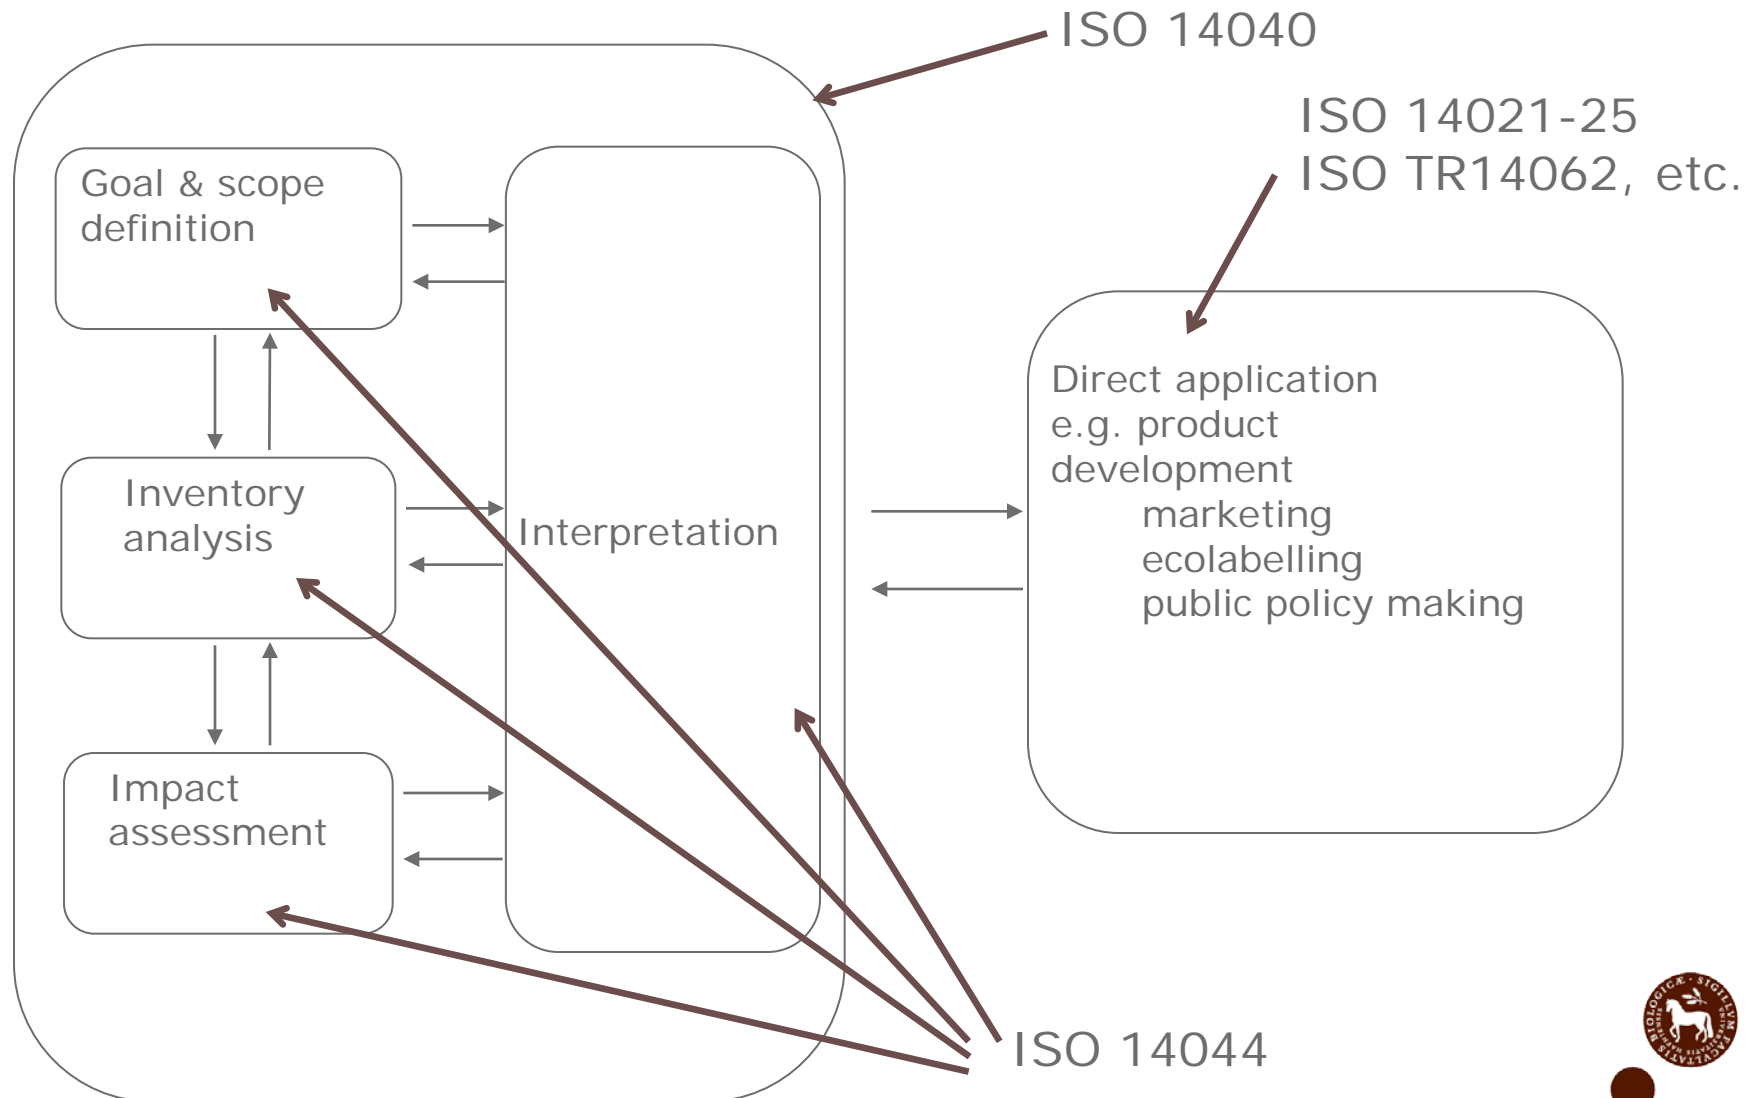 ISO 14040
ISO 14021-25
ISO TR14062, etc.
Goal & scope
definition
Inventory
analysis
Impact
assessment
Interpretation
Direct application
e.g. product
development
marketing
ecolabelling
public policy making
ISO 14044